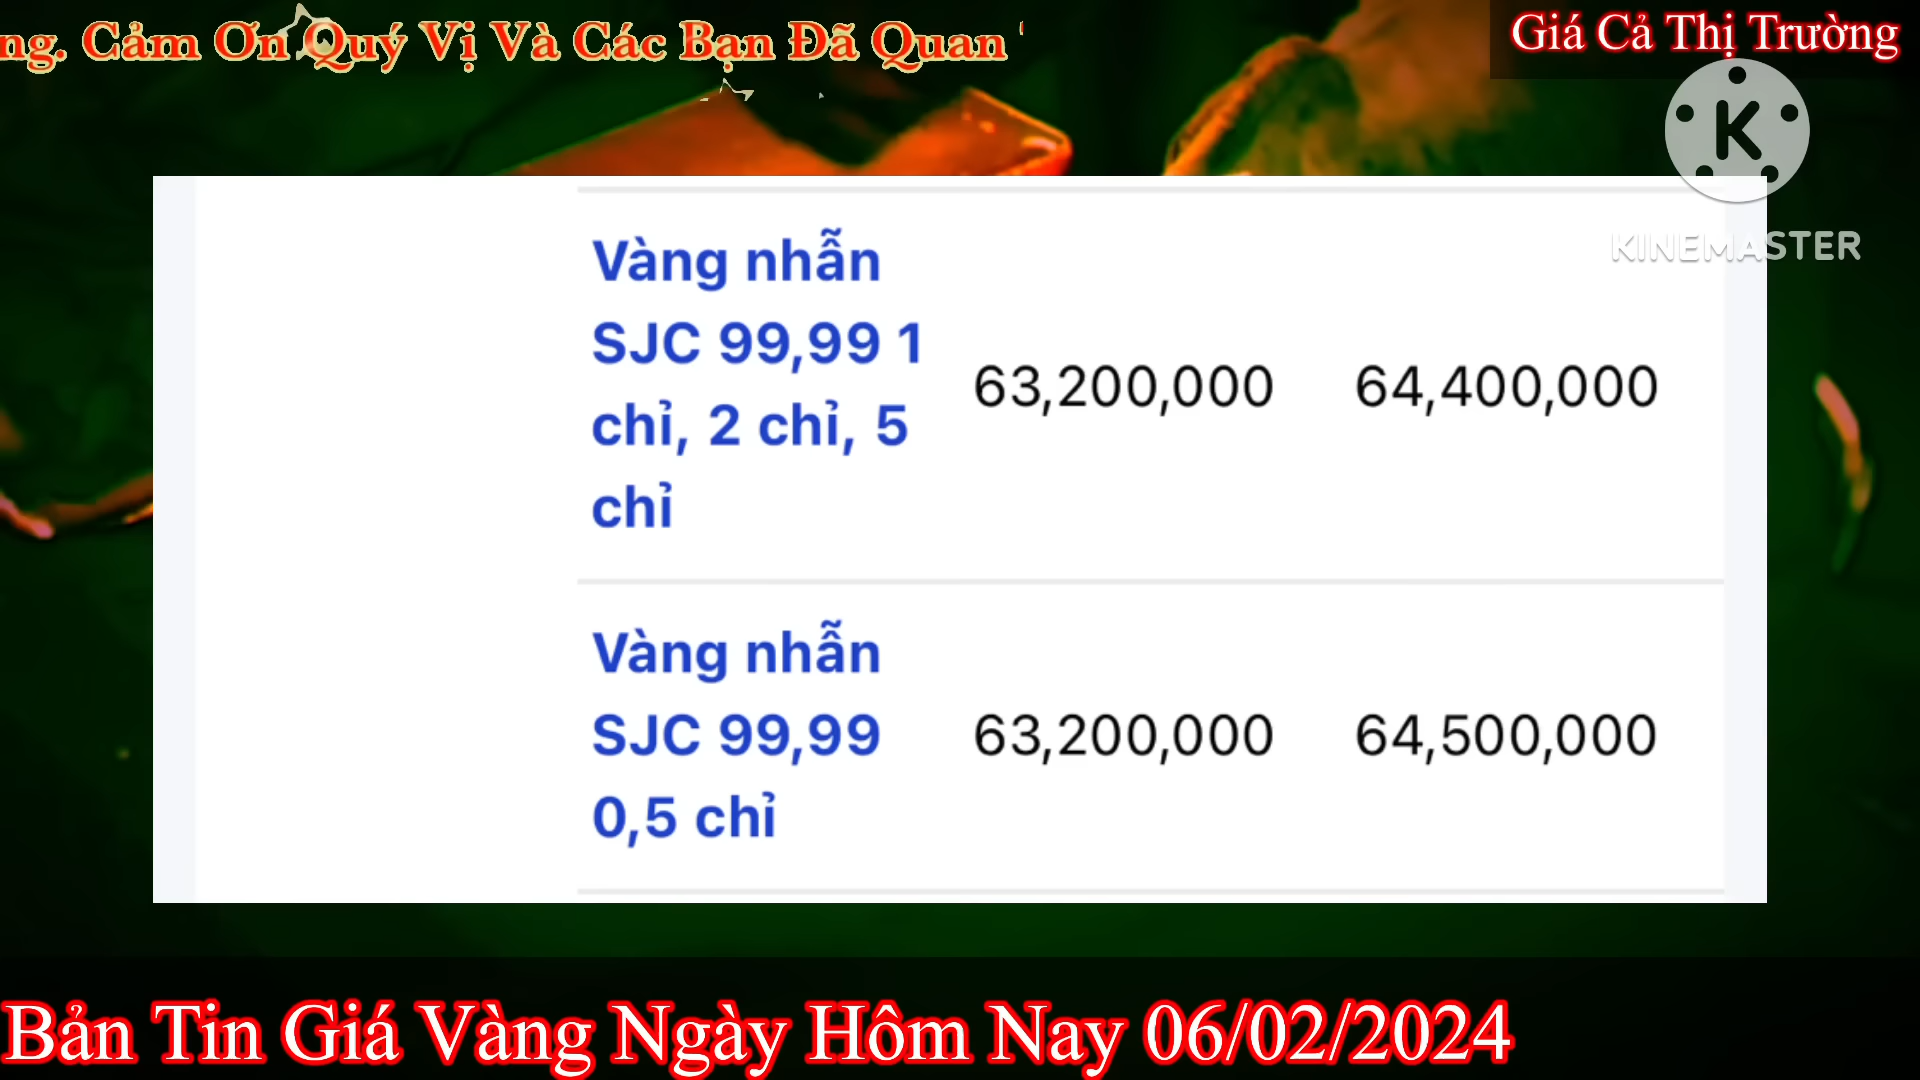 ng. Cảm Ơn Quý Vị Và Các Bạn Đã Quan
Giá Cả Thị Trường
K
KINEMASTER
Vàng nhẫn
SJC 99,99 1
chỉ, 2 chỉ, 5
chỉ
63,200,000
64,400,000
Vàng nhẫn
SJC 99,99
0,5 chỉ
63,200,000
64,500,000
Bản Tin Giá Vàng Ngày Hôm Nay 06/02/2024